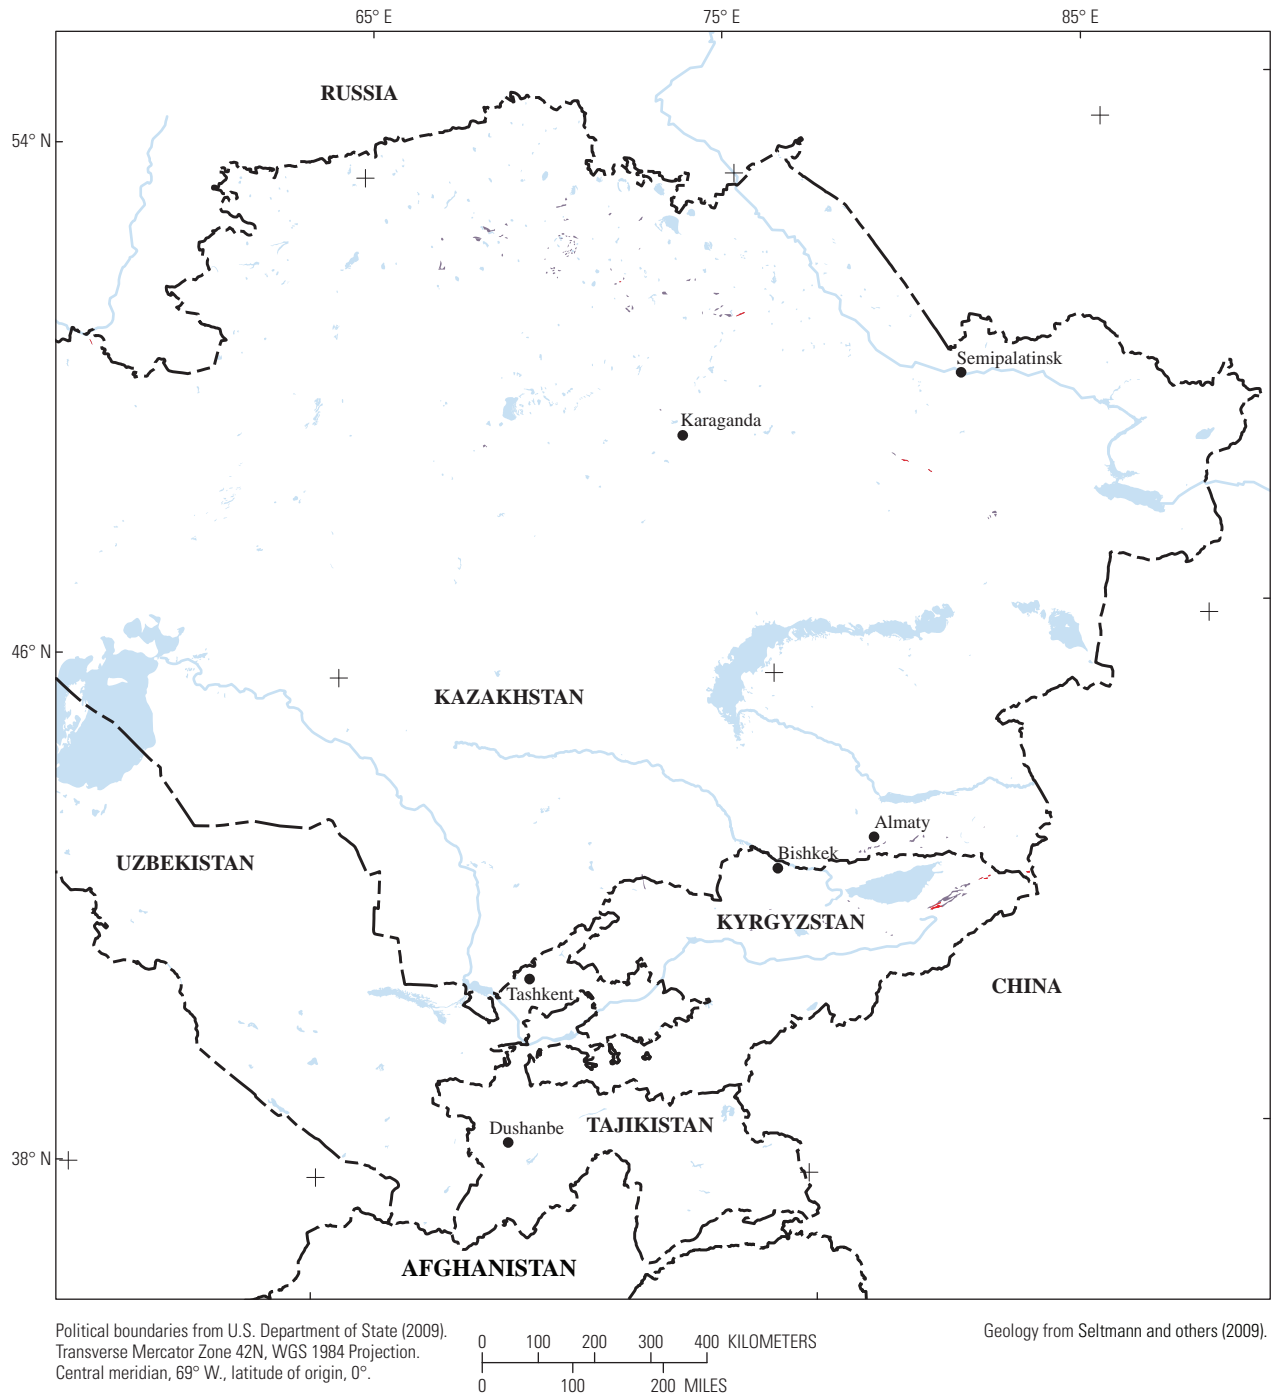 65° E
75° E
85° E
RUSSIA
54° N
Semipalatinsk
Karaganda
46° N
KAZAKHSTAN
Almaty
UZBEKISTAN
Bishkek
KYRGYZSTAN
CHINA
Tashkent
Dushanbe
TAJIKISTAN
38° N
AFGHANISTAN
Political boundaries from U.S. Department of State (2009).
Transverse Mercator Zone 42N, WGS 1984 Projection.
Central meridian, 69° W., latitude of origin, 0°.
0 100 200 300 400 KILOMETERS
0 100 200 MILES
Geology from Seltmann and others (2009).